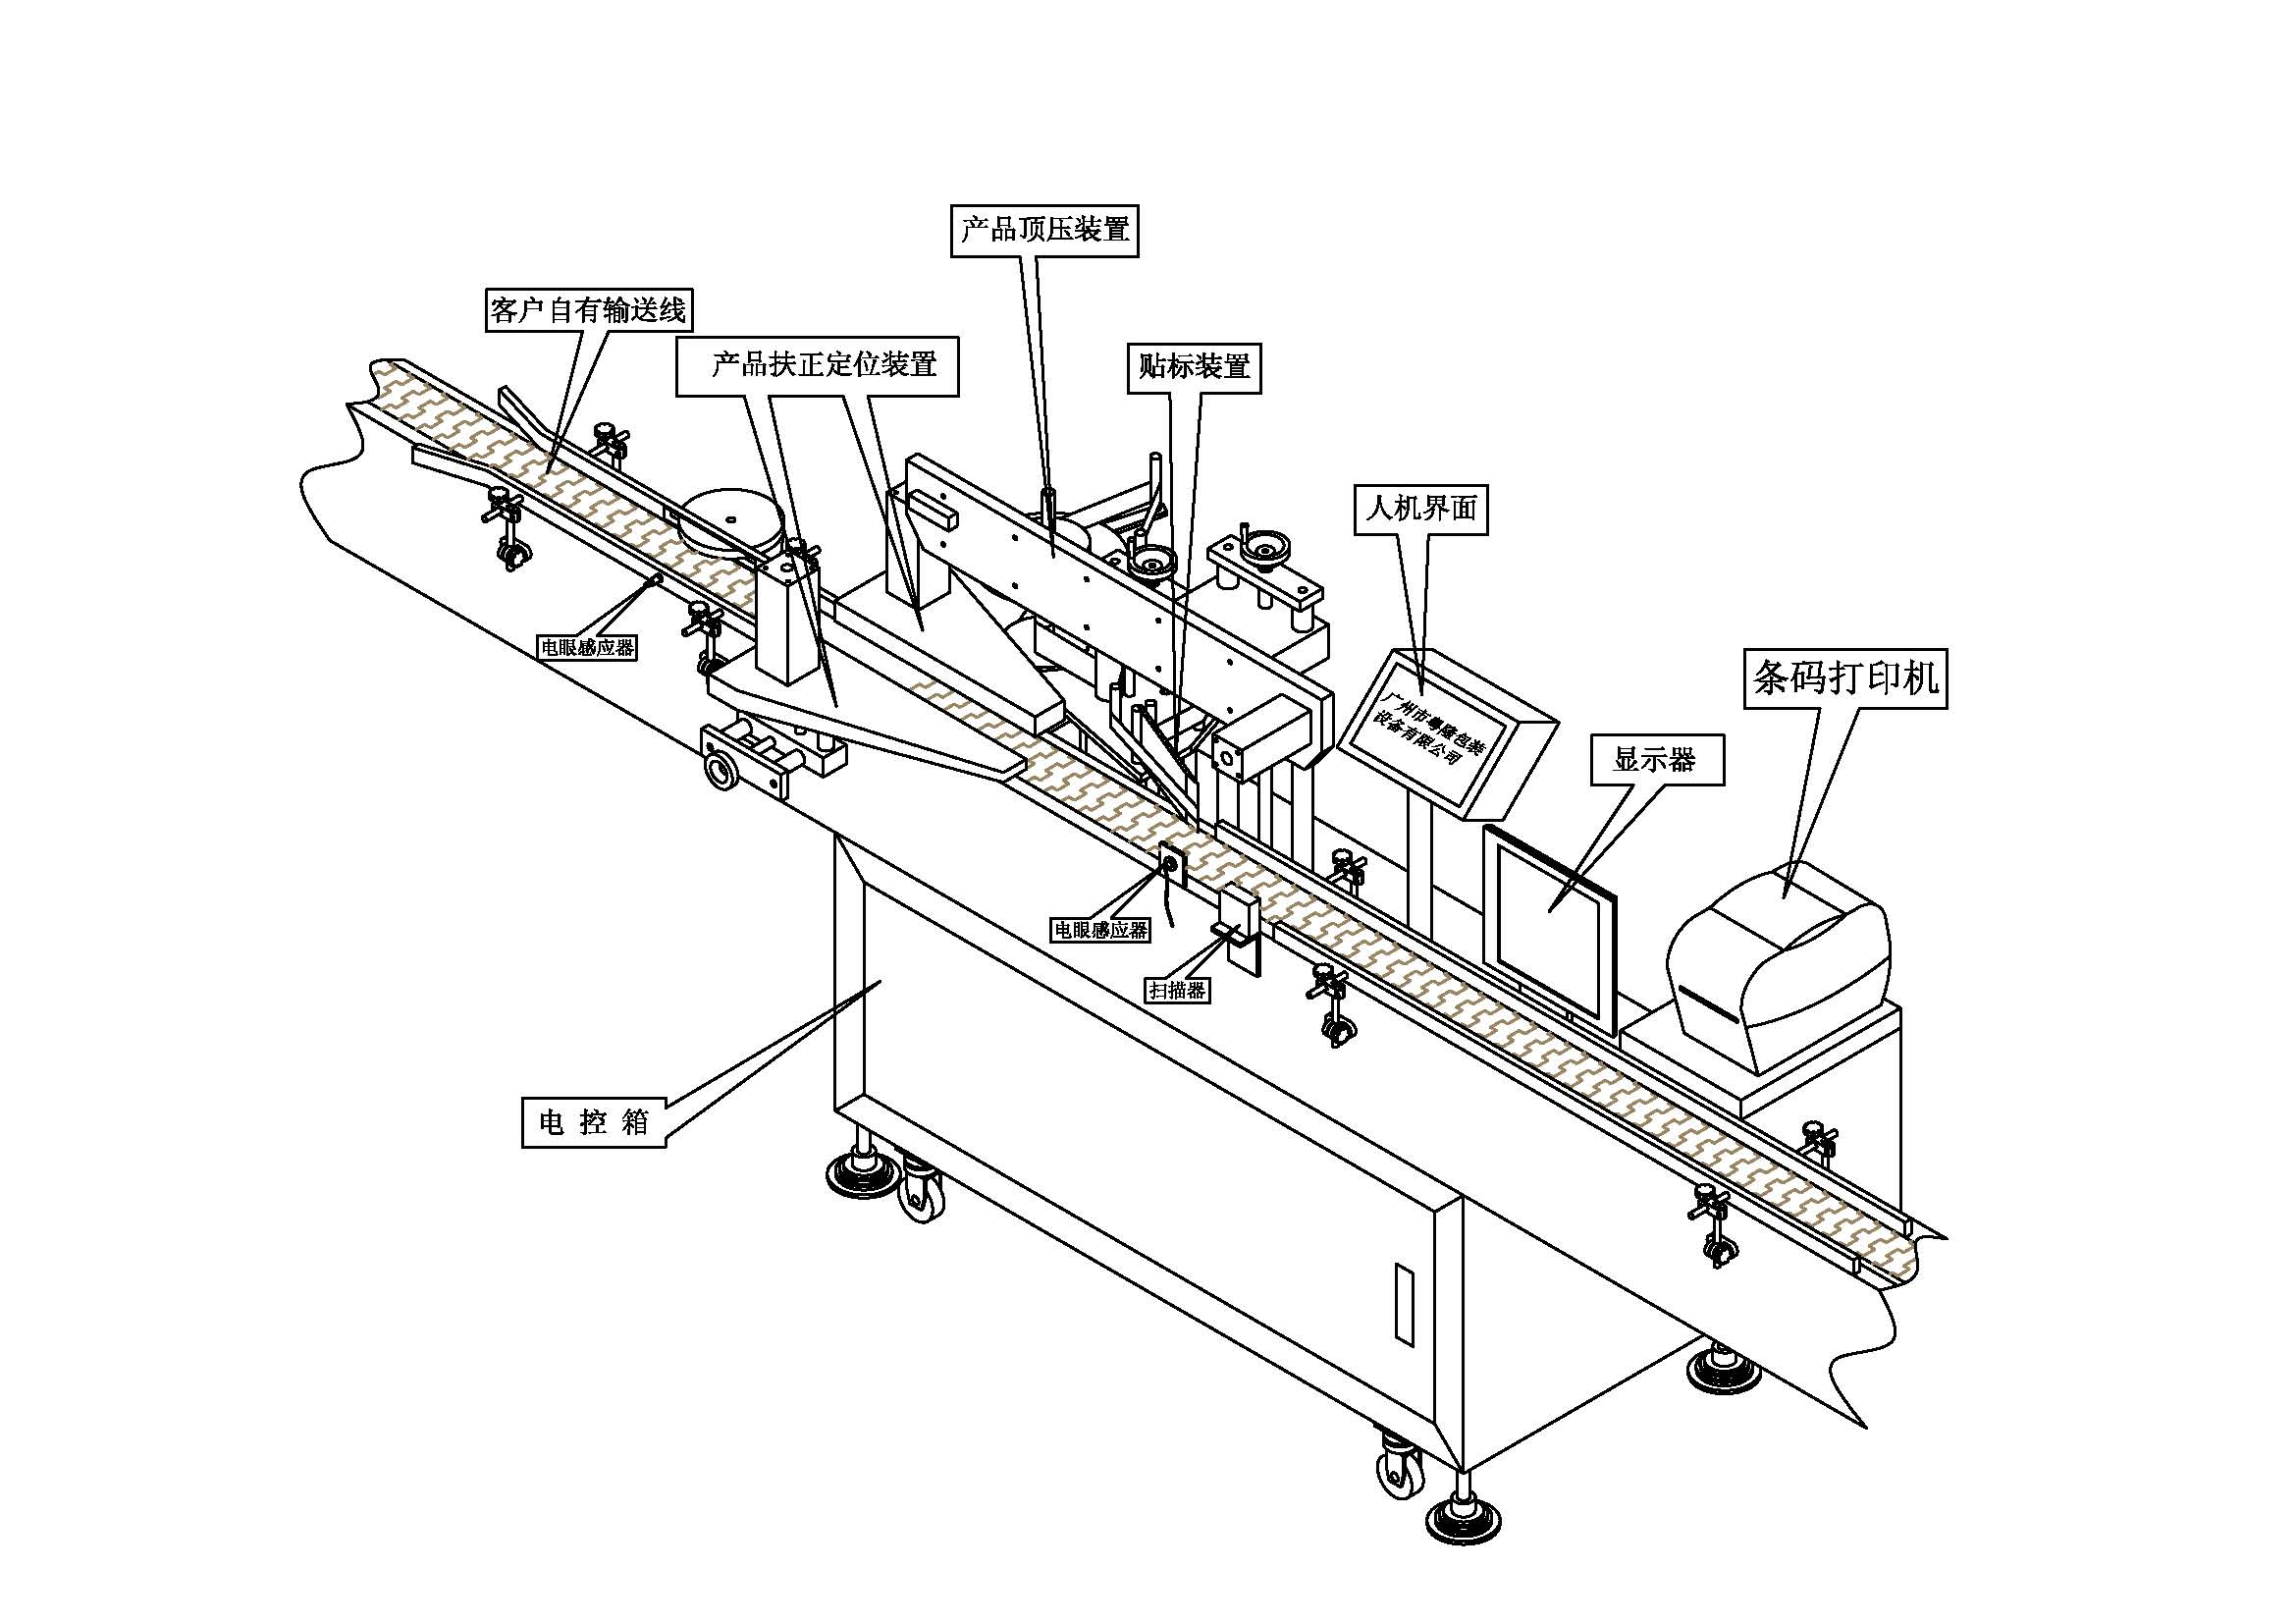 产品顶压装置
客户自有输送线
产品扶正定位装置
贴标装置
人机界面
电眼感应器
条码打印机
广州市粤隆包装
设备有限公司
显示器
电眼感应器
扫描器
电 控 箱